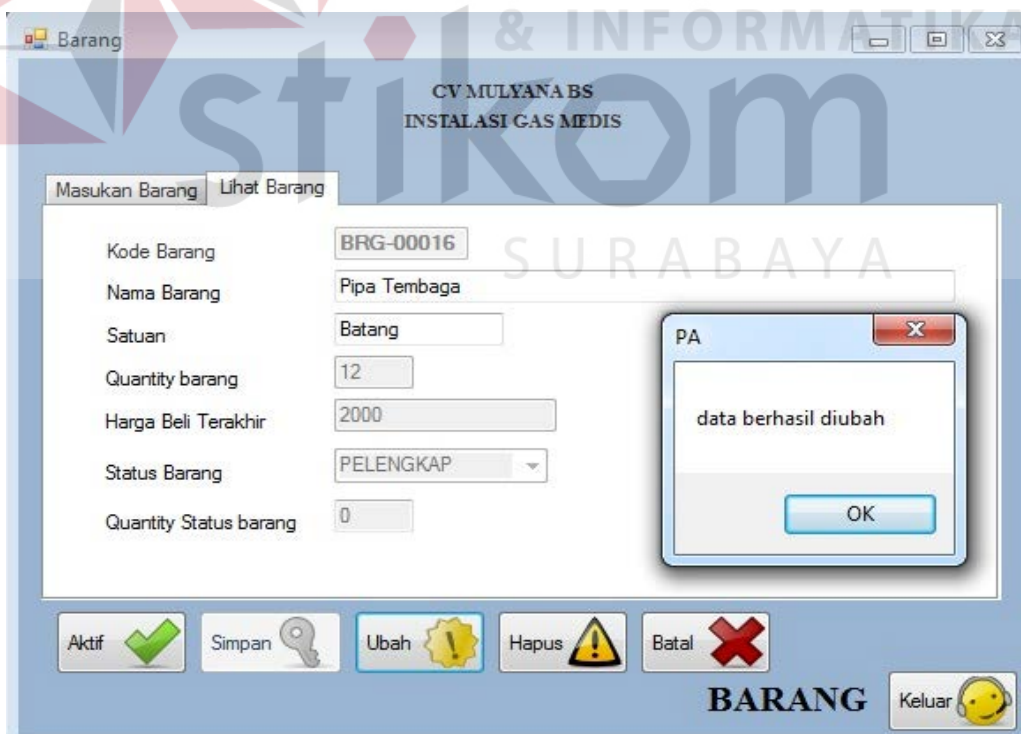 & INFORMATIKA
Barang
stikom
CV MULYANA BS
INSTALASI GAS MEDIS
Masukan Barang Lihat Barang
SURABAYA
Kode Barang BRG-00016
Nama Barang Pipa Tembaga
Satuan Batang
Quantity barang 12
Harga Beli Terakhir 2000
Status Barang PELENGKAP
Quantity Status barang 0
PA
data berhasil diubah
OK
Aktif Simpan Ubah Hapus Batal
BARANG Keluar